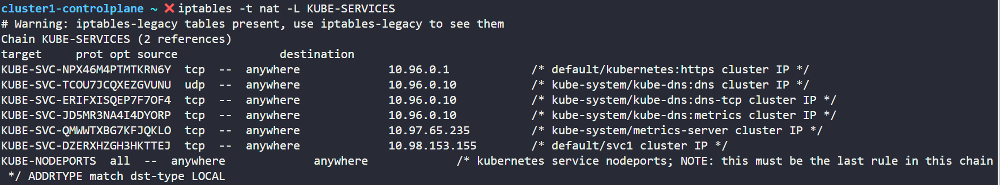 cluster1-controlplane ~ ❌iptables -t nat -L KUBE-SERVICES
# Warning: iptables-legacy tables present, use iptables-legacy to see them
Chain KUBE-SERVICES (2 references)
target     prot opt source               destination
KUBE-SVC-NPX46M4PTMTKRN6Y  tcp  --  anywhere             10.96.0.1            /* default/kubernetes:https cluster IP */
KUBE-SVC-TCOU7JCQXEZGVUNU  udp  --  anywhere             10.96.0.10           /* kube-system/kube-dns:dns cluster IP */
KUBE-SVC-ERIFXISQEP7F7OF4  tcp  --  anywhere             10.96.0.10           /* kube-system/kube-dns:dns-tcp cluster IP */
KUBE-SVC-JD5MR3NA4I4DYORP  tcp  --  anywhere             10.96.0.10           /* kube-system/kube-dns:metrics cluster IP */
KUBE-SVC-QMWWTXBG7KFJQKLO  tcp  --  anywhere             10.97.65.235         /* kube-system/metrics-server cluster IP */
KUBE-SVC-DZERXHZGH3HKTTEJ  tcp  --  anywhere             10.98.153.155        /* default/svc1 cluster IP */
KUBE-NODEPORTS  all  --  anywhere             anywhere             /* kubernetes service nodeports; NOTE: this must be the last rule in this chain
 */ ADDRTYPE match dst-type LOCAL